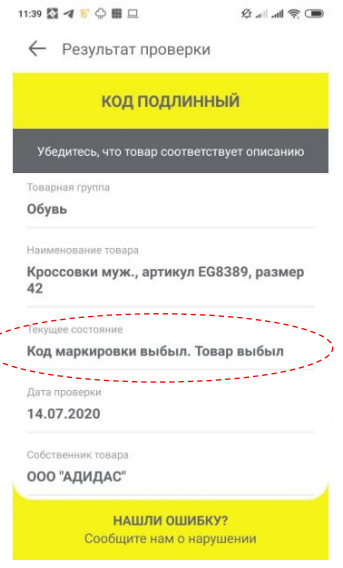 11:39
Результат проверки
КОД ПОДЛИННЫЙ
Убедитесь, что товар соответствует описанию
Товарная группа
Обувь
Наименование товара
Кроссовки муж., артикул EG8389, размер
42
Текущее состояние
Код маркировки выбыл. Товар выбыл
Дата проверки
14.07.2020
Собственник товара
ООО "АДИДАС"
НАШЛИ ОШИБКУ?
Сообщите нам о нарушении